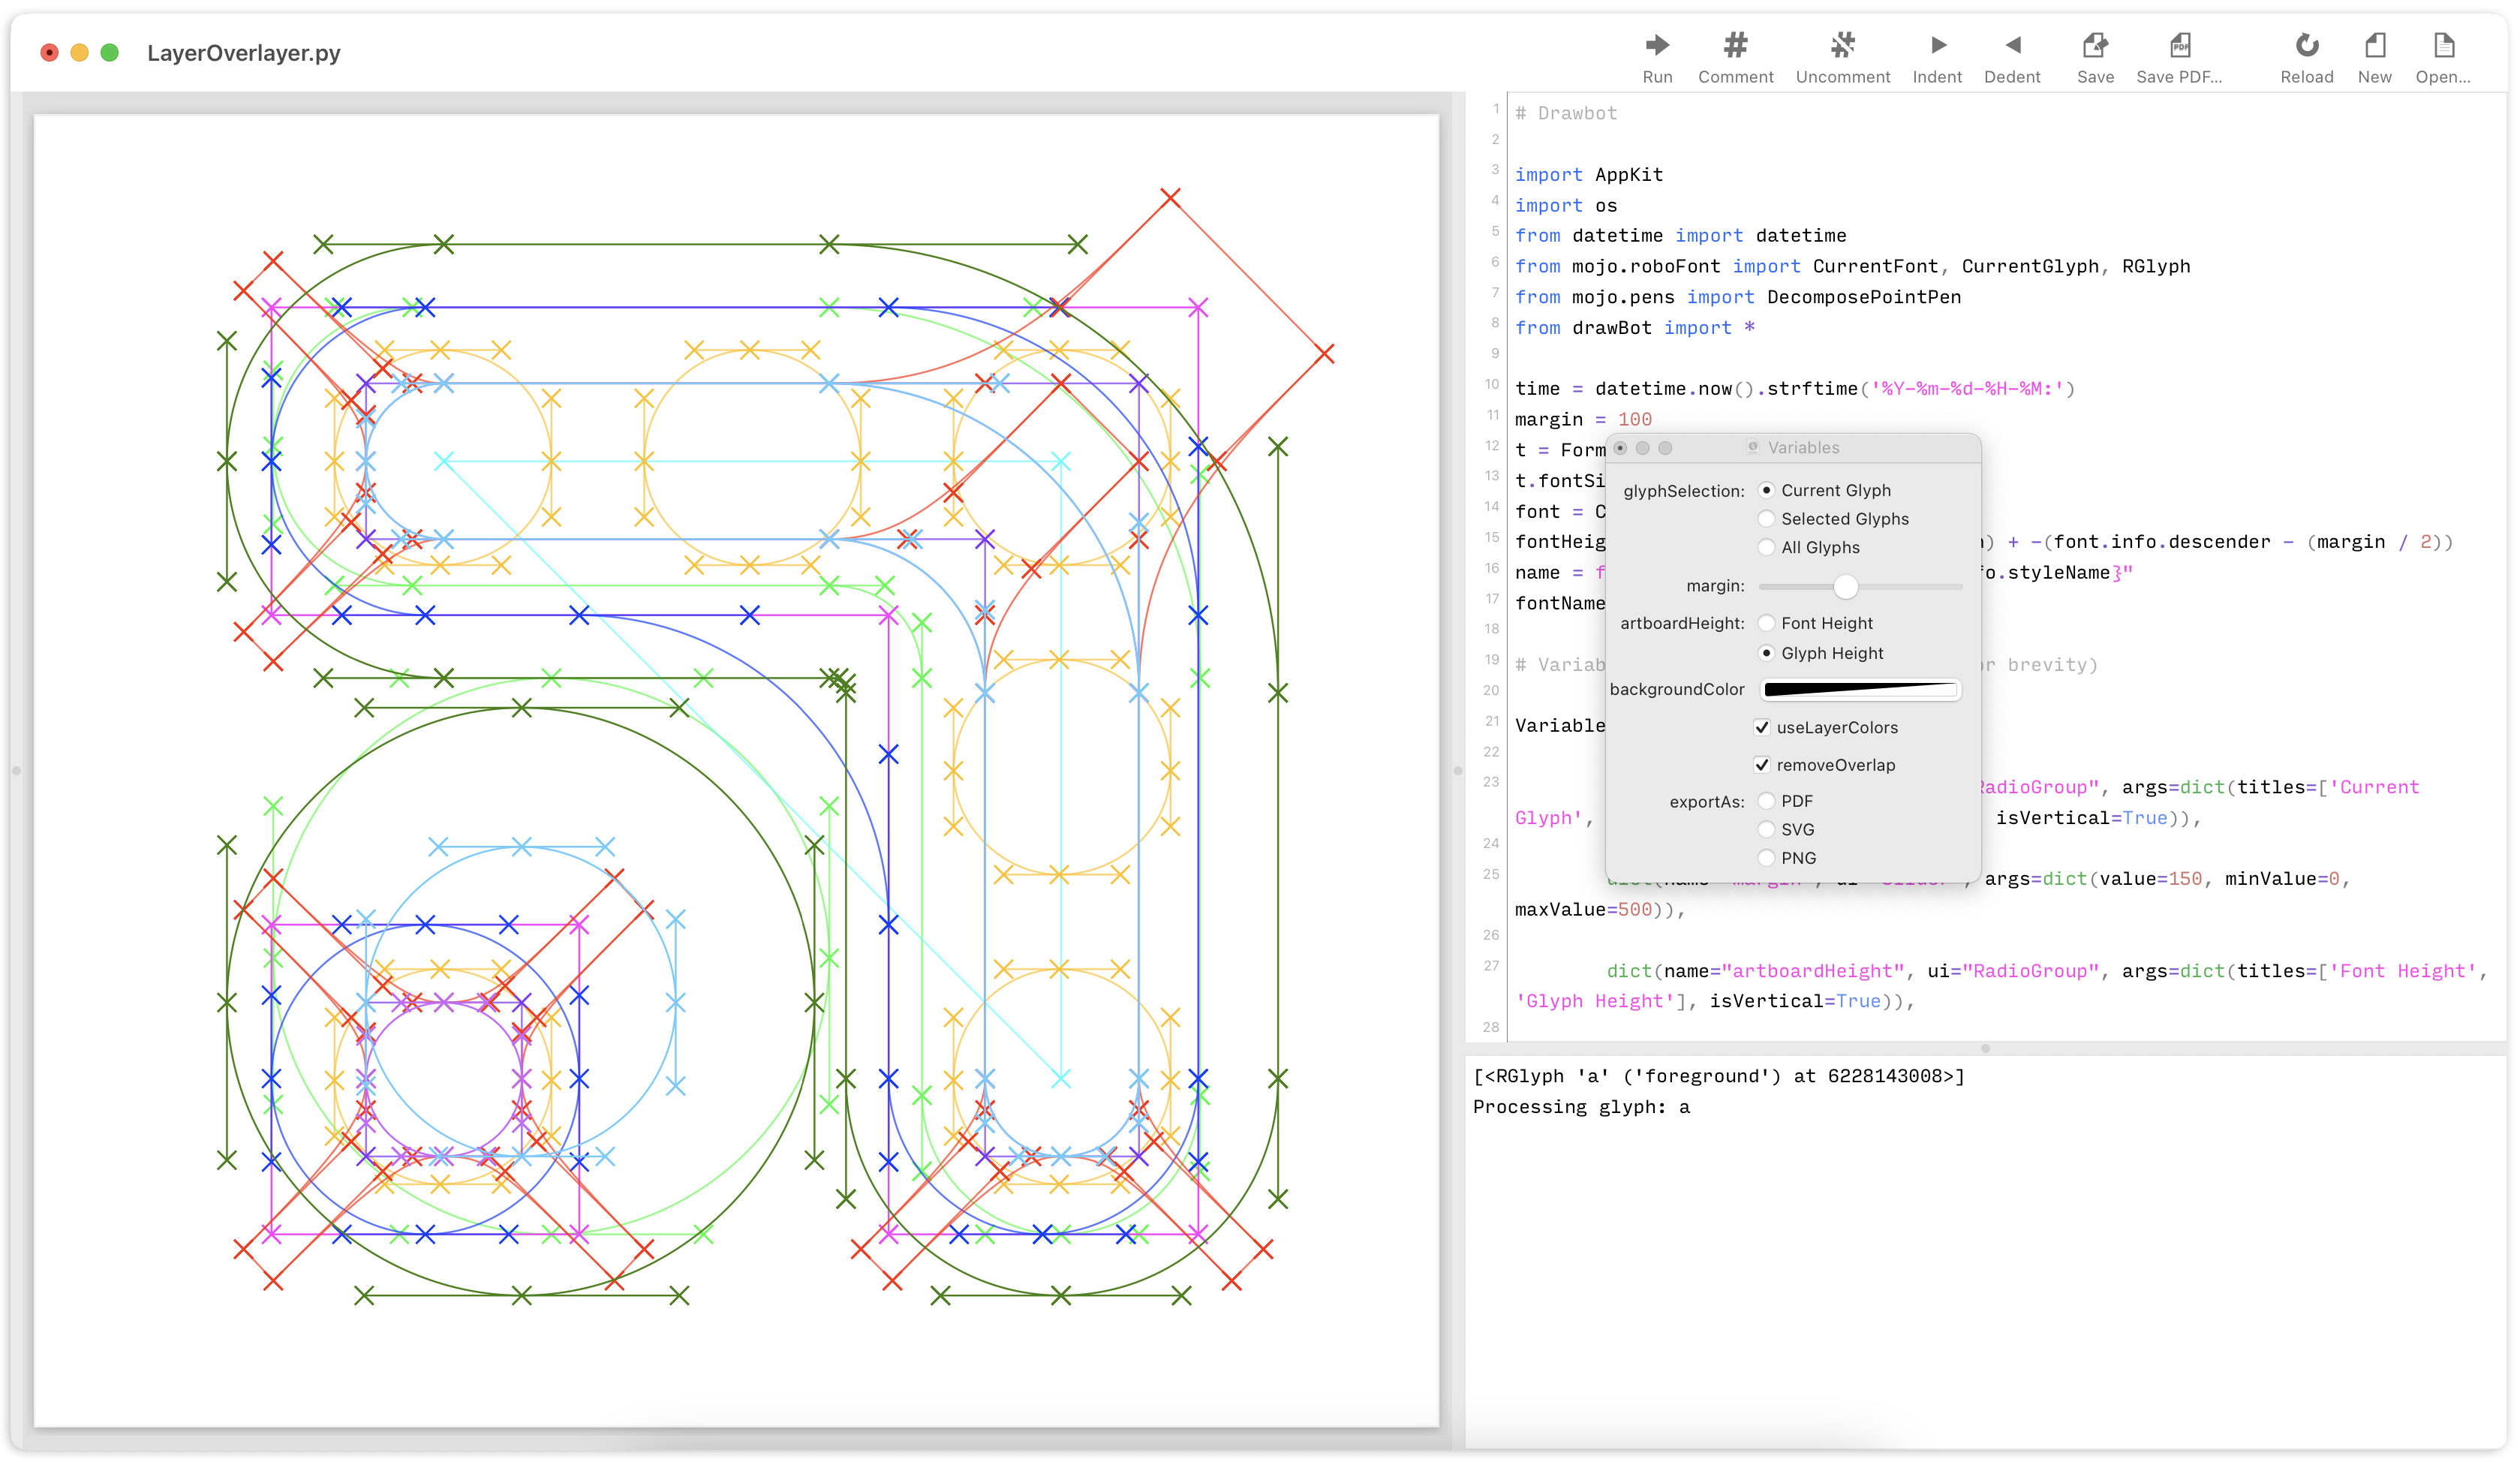 LayerOverlayer.py
Run Comment Uncomment Indent Dedent Save Save PDF... Reload New Open...
1 # Drawbot
2
3 import AppKit
4 import os
5 from datetime import datetime
6 from mojo.roboFont import CurrentFont, CurrentGlyph, RGlyph
7 from mojo.pens import DecomposePointPen
8 from drawBot import *
9
10 time = datetime.now().strftime('%Y-%m-%d-%H-%M:')
11 margin = 100
12 t = Form
13 t.fontSi
14 font = C
15 fontHeig ) + -(font.info.descender - (margin / 2))
16 name = f fo.styleName}"
17 fontName
18
19 # Variab or brevity)
20
21 Variable
22
23 RadioGroup", args=dict(titles=['Current
Glyph', isVertical=True)),
24
25 args=dict(value=150, minValue=0,
maxValue=500)),
26
27 dict(name="artboardHeight", ui="RadioGroup", args=dict(titles=['Font Height',
'Glyph Height'], isVertical=True)),
28
Variables
glyphSelection: Current Glyph
Selected Glyphs
All Glyphs
margin:
artboardHeight: Font Height
Glyph Height
backgroundColor
useLayerColors
removeOverlap
exportAs: PDF
SVG
PNG
[<RGlyph 'a' ('foreground') at 6228143008>]
Processing glyph: a